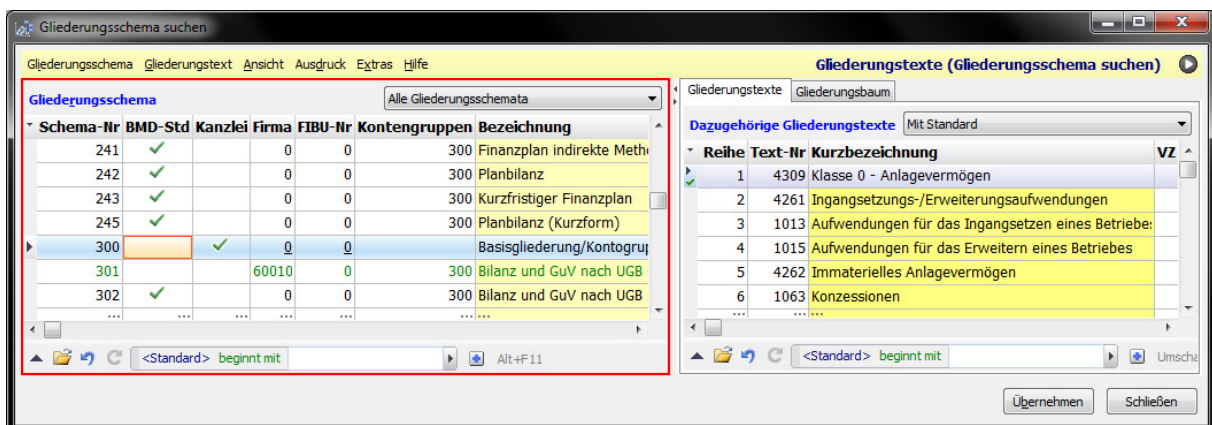 Gliederungsschema suchen
Gliederungsschema Gliederungstext Ansicht Ausdruck Extras Hilfe
Gliederungstexte (Gliederungsschema suchen)
Gliederungsschema
Alle Gliederungsschemata
Schema-Nr BMD-Std Kanzlei Firma FIBU-Nr Kontengruppen Bezeichnung
241 0 0 300 Finanzplan indirekte Meth
242 0 0 300 Planbilanz
243 0 0 300 Kurzfristiger Finanzplan
245 0 0 300 Planbilanz (Kurzform)
300 0 0 Basisgliederung/Kontogrup
301 60010 0 300 Bilanz und GuV nach UGB
302 0 0 300 Bilanz und GuV nach UGB
... ... ... ... ... ...
<Standard> beginnt mit
Alt+F11
Gliederungstexte Gliederungsbaum
Dazugehörige Gliederungstexte Mit Standard
Reihe Text-Nr Kurzbezeichnung VZ
1 4309 Klasse 0 - Anlagevermögen
2 4261 Ingangsetzungs-/Erweiterungsaufwendungen
3 1013 Aufwendungen für das Ingangsetzen eines Betriebe:
4 1015 Aufwendungen für das Erweitern eines Betriebes
5 4262 Immaterielles Anlagevermögen
6 1063 Konzessionen
... ... ...
<Standard> beginnt mit
Umscha
Übernehmen Schließen